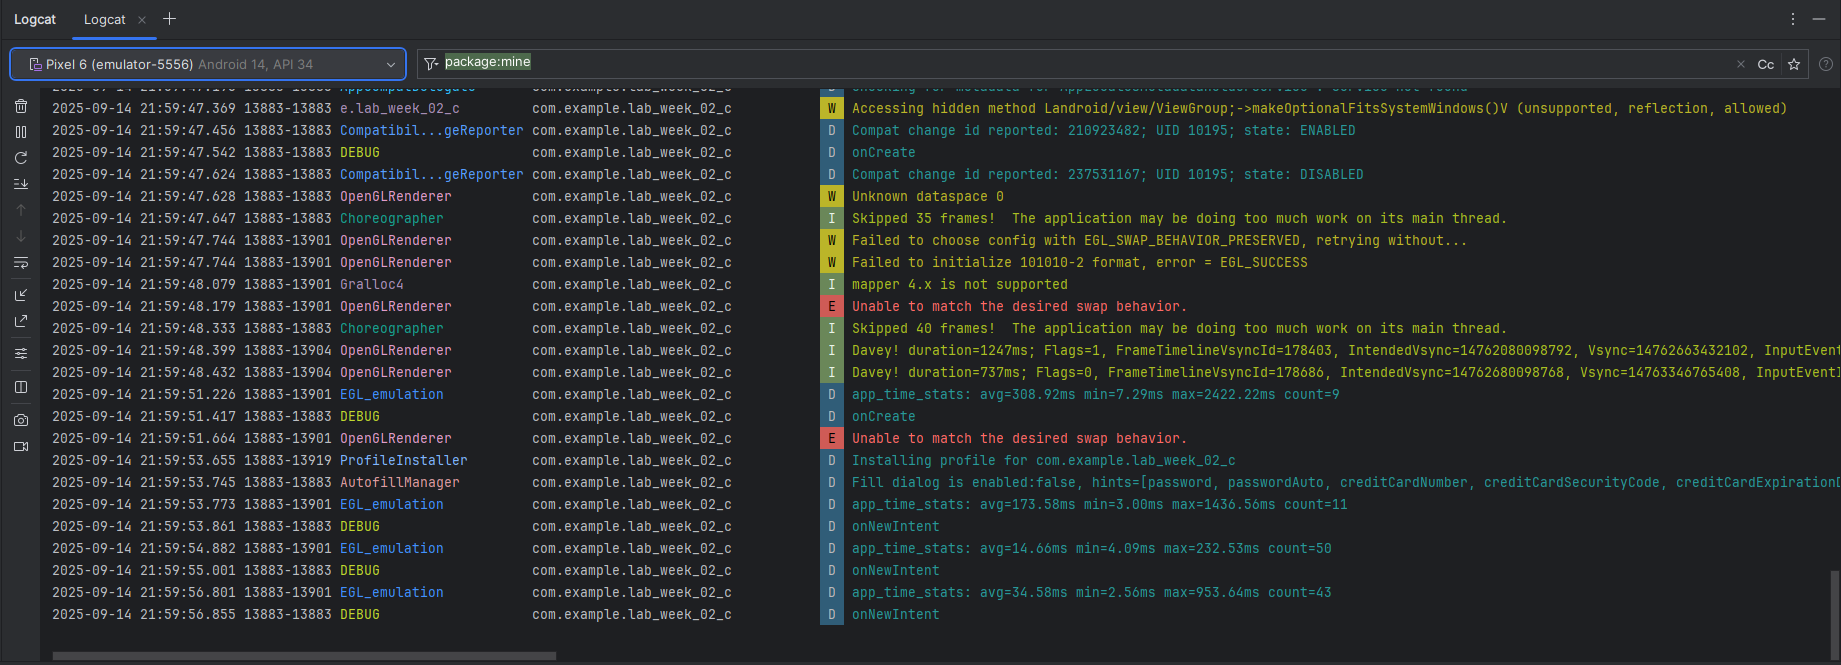 Logcat Logcat
Pixel 6 (emulator-5556) Android 14, API 34 package:mine Cc
2025-09-14 21:59:47.369 13883-13883 e.lab_week_02_c com.example.lab_week_02_c W Accessing hidden method Landroid/view/ViewGroup;->makeOptionalFitsSystemWindows()V (unsupported, reflection, allowed)
2025-09-14 21:59:47.456 13883-13883 Compatibil...geReporter com.example.lab_week_02_c D Compat change id reported: 210923482; UID 10195; state: ENABLED
2025-09-14 21:59:47.542 13883-13883 DEBUG com.example.lab_week_02_c D onCreate
2025-09-14 21:59:47.624 13883-13883 Compatibil...geReporter com.example.lab_week_02_c D Compat change id reported: 237531167; UID 10195; state: DISABLED
2025-09-14 21:59:47.628 13883-13883 OpenGLRenderer com.example.lab_week_02_c W Unknown dataspace 0
2025-09-14 21:59:47.647 13883-13883 Choreographer com.example.lab_week_02_c I Skipped 35 frames!  The application may be doing too much work on its main thread.
2025-09-14 21:59:47.744 13883-13901 OpenGLRenderer com.example.lab_week_02_c W Failed to choose config with EGL_SWAP_BEHAVIOR_PRESERVED, retrying without...
2025-09-14 21:59:47.744 13883-13901 OpenGLRenderer com.example.lab_week_02_c W Failed to initialize 101010-2 format, error = EGL_SUCCESS
2025-09-14 21:59:48.079 13883-13901 Gralloc4 com.example.lab_week_02_c I mapper 4.x is not supported
2025-09-14 21:59:48.179 13883-13901 OpenGLRenderer com.example.lab_week_02_c E Unable to match the desired swap behavior.
2025-09-14 21:59:48.333 13883-13883 Choreographer com.example.lab_week_02_c I Skipped 40 frames!  The application may be doing too much work on its main thread.
2025-09-14 21:59:48.399 13883-13904 OpenGLRenderer com.example.lab_week_02_c I Davey! duration=1247ms; Flags=1, FrameTimelineVsyncId=178403, IntendedVsync=14762080098792, Vsync=14762663432102, InputEvent
2025-09-14 21:59:48.432 13883-13904 OpenGLRenderer com.example.lab_week_02_c I Davey! duration=737ms; Flags=0, FrameTimelineVsyncId=178686, IntendedVsync=14762680098768, Vsync=14763346765408, InputEventI
2025-09-14 21:59:51.226 13883-13901 EGL_emulation com.example.lab_week_02_c D app_time_stats: avg=308.92ms min=7.29ms max=2422.22ms count=9
2025-09-14 21:59:51.417 13883-13883 DEBUG com.example.lab_week_02_c D onCreate
2025-09-14 21:59:51.664 13883-13901 OpenGLRenderer com.example.lab_week_02_c E Unable to match the desired swap behavior.
2025-09-14 21:59:53.655 13883-13919 ProfileInstaller com.example.lab_week_02_c D Installing profile for com.example.lab_week_02_c
2025-09-14 21:59:53.745 13883-13883 AutofillManager com.example.lab_week_02_c D Fill dialog is enabled:false, hints=[password, passwordAuto, creditCardNumber, creditCardSecurityCode, creditCardExpirationD
2025-09-14 21:59:53.773 13883-13901 EGL_emulation com.example.lab_week_02_c D app_time_stats: avg=173.58ms min=3.00ms max=1436.56ms count=11
2025-09-14 21:59:53.861 13883-13883 DEBUG com.example.lab_week_02_c D onNewIntent
2025-09-14 21:59:54.882 13883-13901 EGL_emulation com.example.lab_week_02_c D app_time_stats: avg=14.66ms min=4.09ms max=232.53ms count=50
2025-09-14 21:59:55.001 13883-13883 DEBUG com.example.lab_week_02_c D onNewIntent
2025-09-14 21:59:56.801 13883-13901 EGL_emulation com.example.lab_week_02_c D app_time_stats: avg=34.58ms min=2.56ms max=953.64ms count=43
2025-09-14 21:59:56.855 13883-13883 DEBUG com.example.lab_week_02_c D onNewIntent